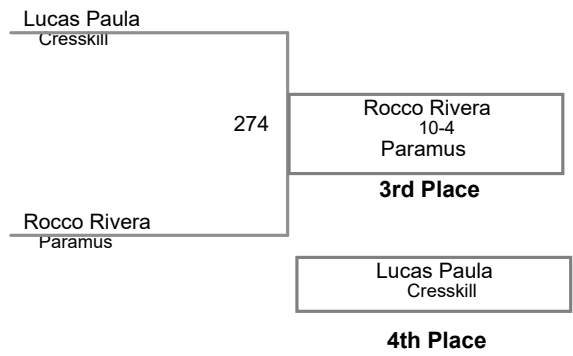 Lucas Paula
Cresskill
274
Rocco Rivera
10-4
Paramus
3rd Place
Rocco Rivera
Paramus
Lucas Paula
Cresskill
4th Place